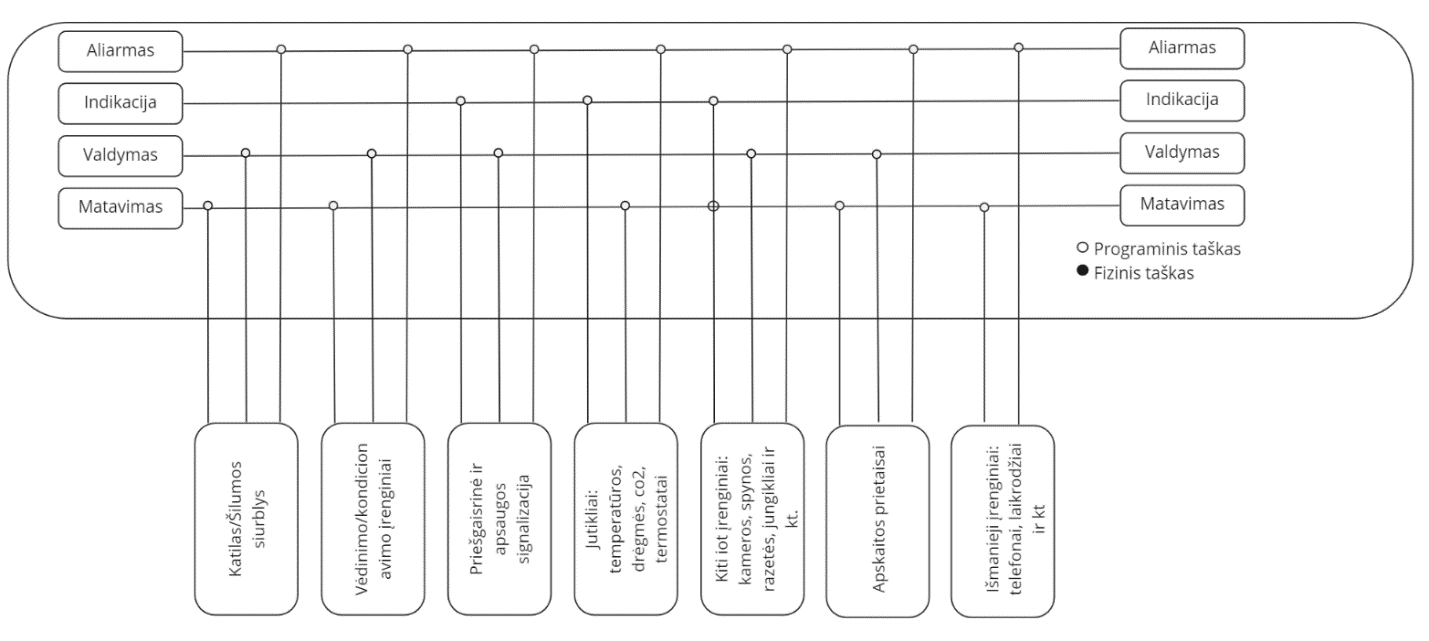 Aliarmas
Aliarmas
Indikacija
Indikacija
Valdymas
Valdymas
Matavimas
Matavimas
Programinis taškas
Fizinis taškas
Katilas/Šilumos
siurblys
Vėdinimo/kondicion
avimo įrenginiai
Priešgaisrinė ir
apsaugos
signalizacija
Jutikliai:
temperatūros,
drėgmės, co2,
termostatai
Kiti iot įrenginiai:
kameros, spynos,
razetės, jungikliai ir
kt.
Apskaitos prietaisai
Išmanieji įrenginiai:
telefonai, laikrodžiai
ir kt